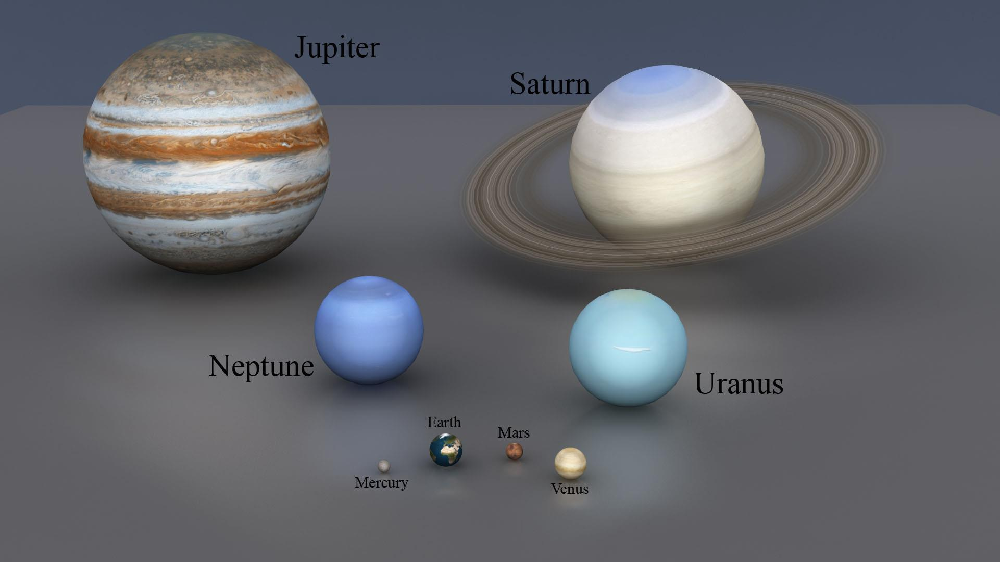 Jupiter
Saturn
Neptune
Uranus
Earth
Mars
Mercury
Venus